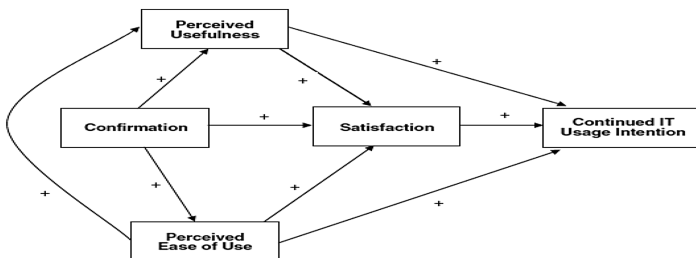 Perceived
Usefulness
+
+
+
Confirmation
+
Satisfaction
+
Continued IT
Usage Intention
+
+
+
+
Perceived
Ease of Use